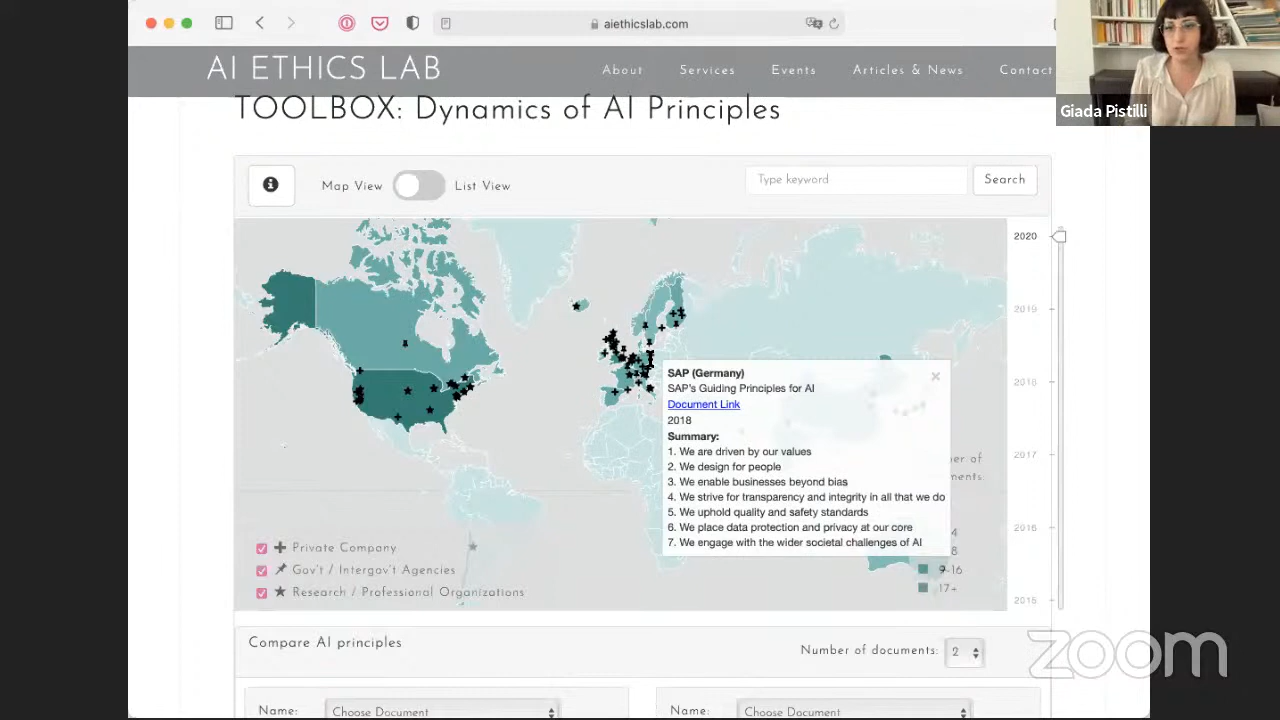 aiethicslab.com
AI ETHICS LAB
About
Services
Events
Articles & News
Contact
Giada Pistilli
TOOLBOX: Dynamics of AI Principles
Map View
List View
Type keyword
Search
2020
2019
2018
2017
2016
2015
SAP (Germany)
SAP's Guiding Principles for AI
Document Link
2018
Summary:
1. We are driven by our values
2. We design for people
3. We enable businesses beyond bias
4. We strive for transparency and integrity in all that we do
5. We uphold quality and safety standards
6. We place data protection and privacy at our core
7. We engage with the wider societal challenges of AI
er of
ments:
4
8
9-16
17+
Private Company
Gov't / Intergov't Agencies
Research / Professional Organizations
Compare AI principles
Number of documents:
2
zoom
Name:
Choose Document
Name:
Choose Document